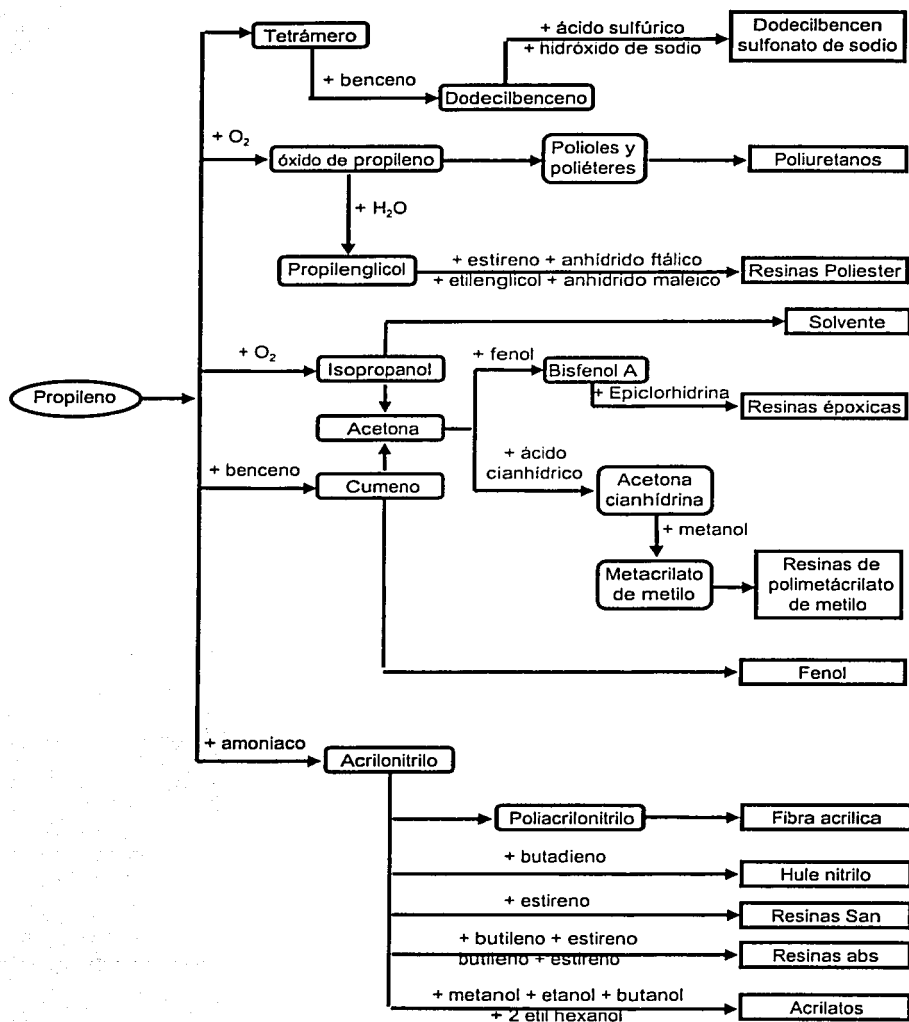 Tetrámero
+ ácido sulfúrico
+ hidróxido de sodio
Dodecilbencen
sulfonato de sodio
+ benceno
Dodecilbenceno
+ O₂
óxido de propileno
Polioles y
poliéteres
Poliuretanos
+ H₂O
Propilenglicol
+ estireno + anhídrido ftálico
+ etilenglicol + anhídrido maleico
Resinas Poliester
Solvente
+ O₂
Isopropanol
+ fenol
Bisfenol A
+ Epiclorhidrina
Resinas époxicas
Propileno
Acetona
+ benceno
Cumeno
+ ácido
cianhídrico
Acetona
cianhídrina
+ metanol
Metacrilato
de metilo
Resinas de
polimetácrilato
de metilo
Fenol
+ amoniaco
Acrilonitrilo
Poliacrilonitrilo
Fibra acrilica
+ butadieno
Hule nitrilo
+ estireno
Resinas San
+ butileno + estireno
butileno + estireno
Resinas abs
+ metanol + etanol + butanol
+ 2 etil hexanol
Acrilatos